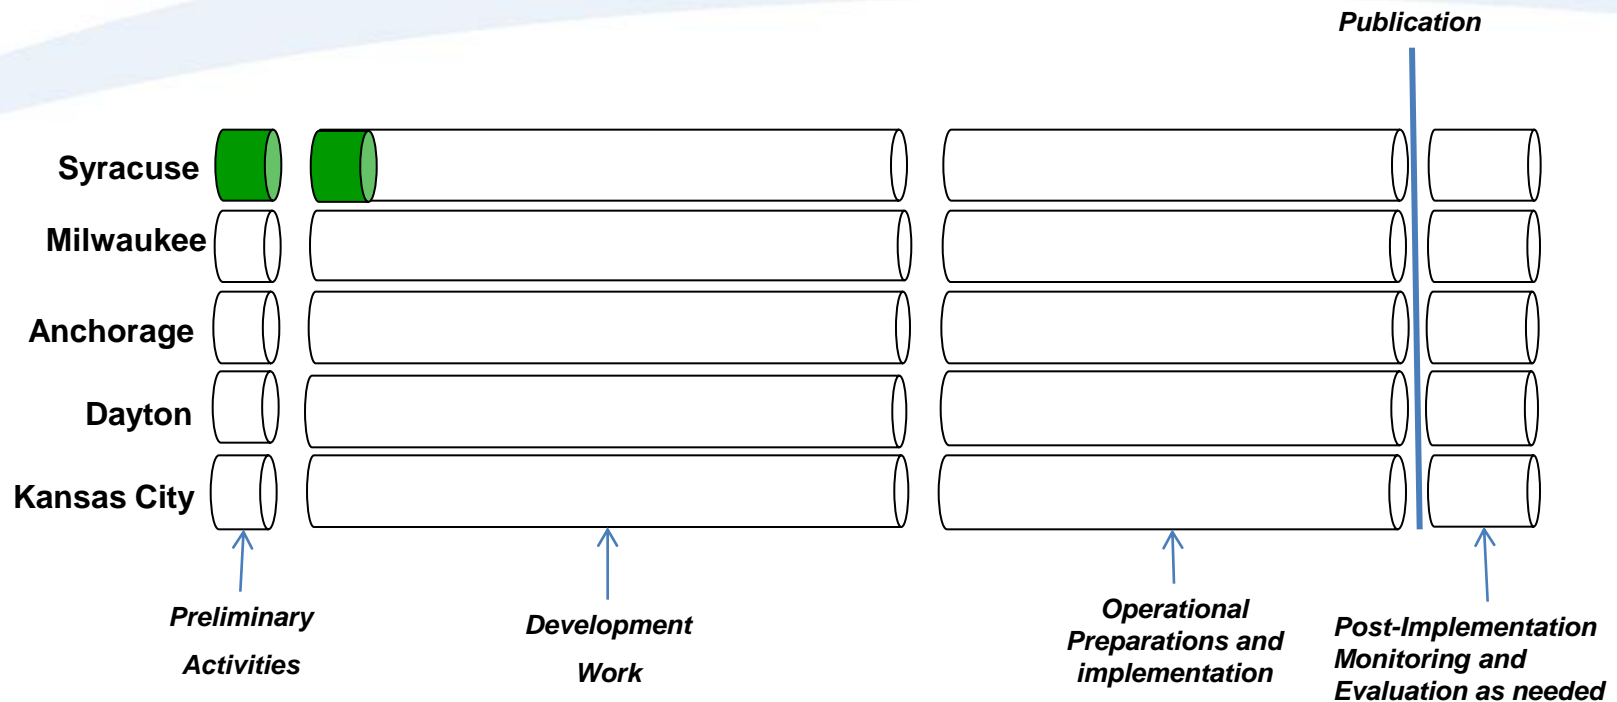 Publication
Syracuse
Milwaukee
Anchorage
Dayton
Kansas City
Preliminary
Activities
Development
Work
Operational
Preparations and
implementation
Post-Implementation
Monitoring and
Evaluation as needed